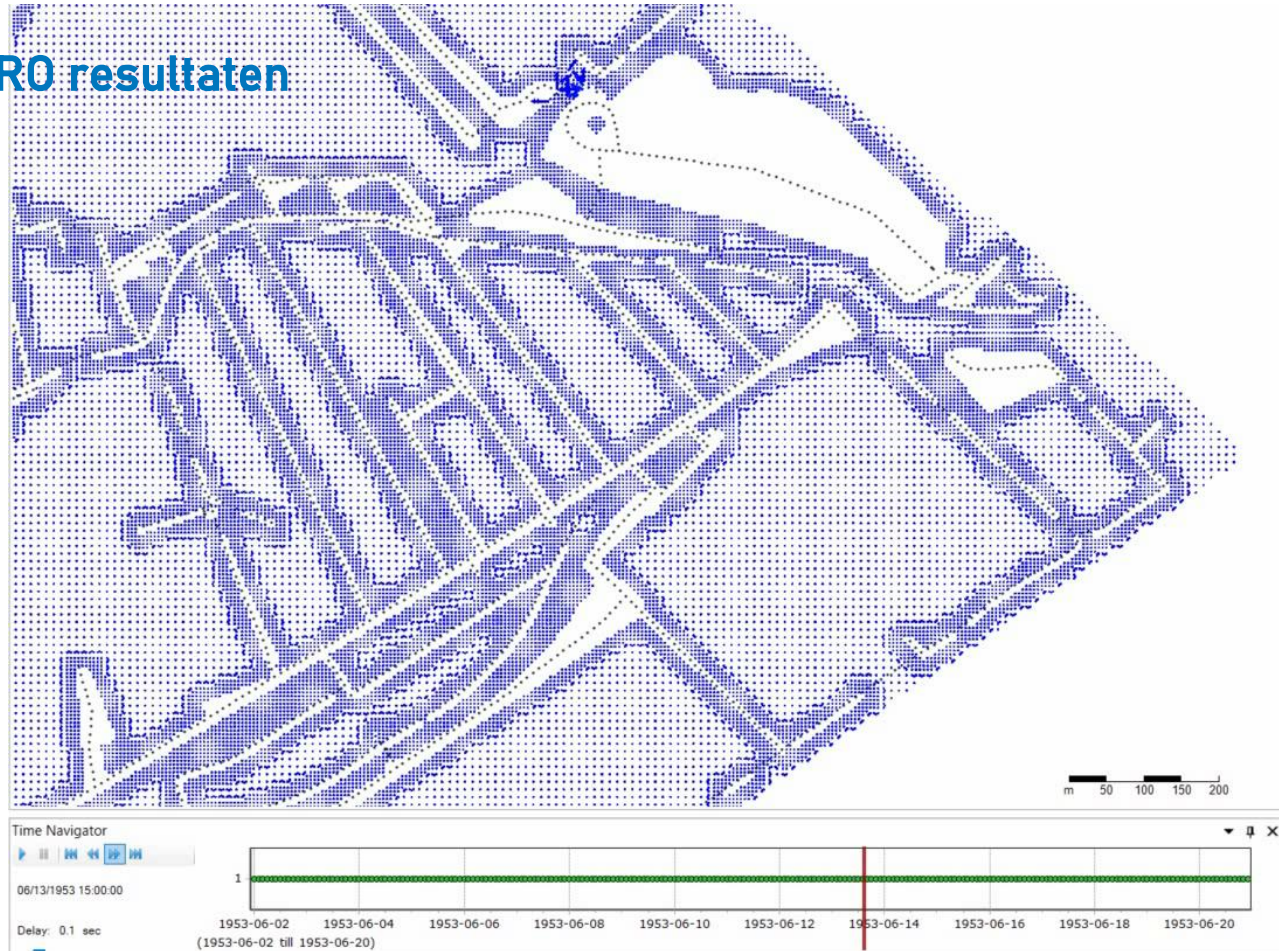 RO resultaten
m 50 100 150 200
Time Navigator
06/13/1953 15:00:00
1
Delay: 0.1 sec
1953-06-02 1953-06-04 1953-06-06 1953-06-08 1953-06-10 1953-06-12 1953-06-14 1953-06-16 1953-06-18 1953-06-20
(1953-06-02 till 1953-06-20)